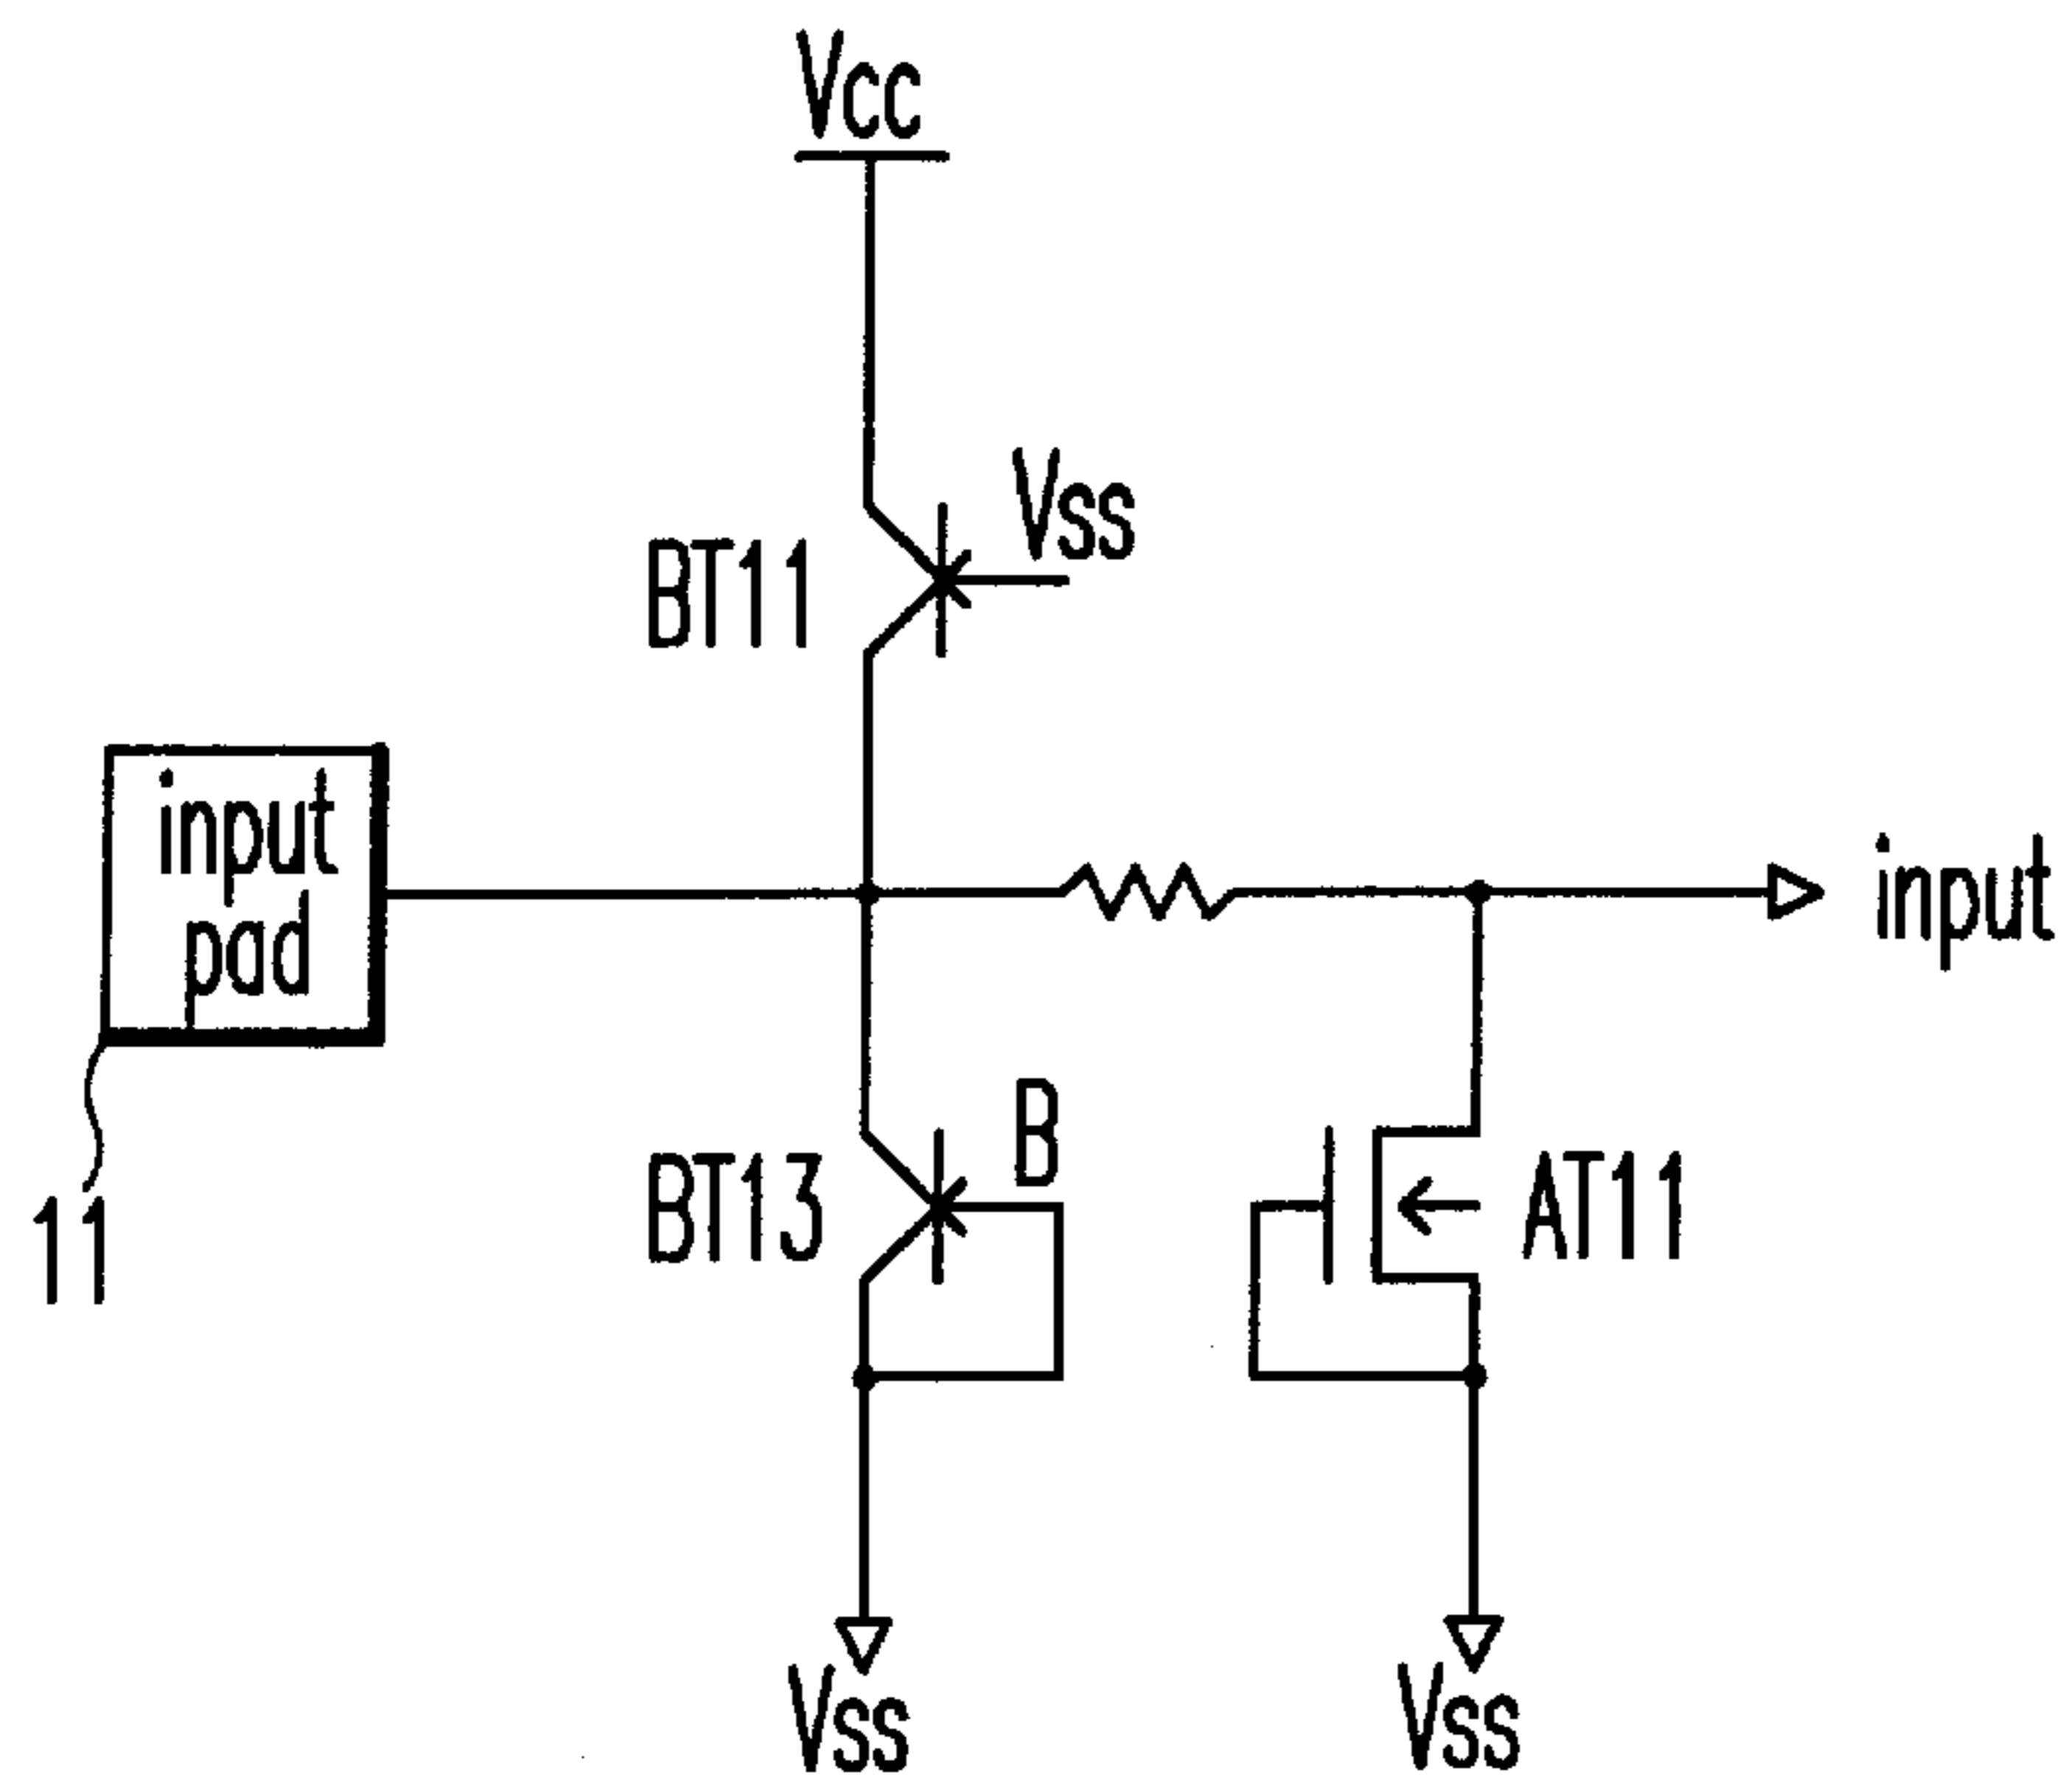 Vcc
Vss
BT11
input
pad
input
B
BT13
AT11
11
Vss
Vss